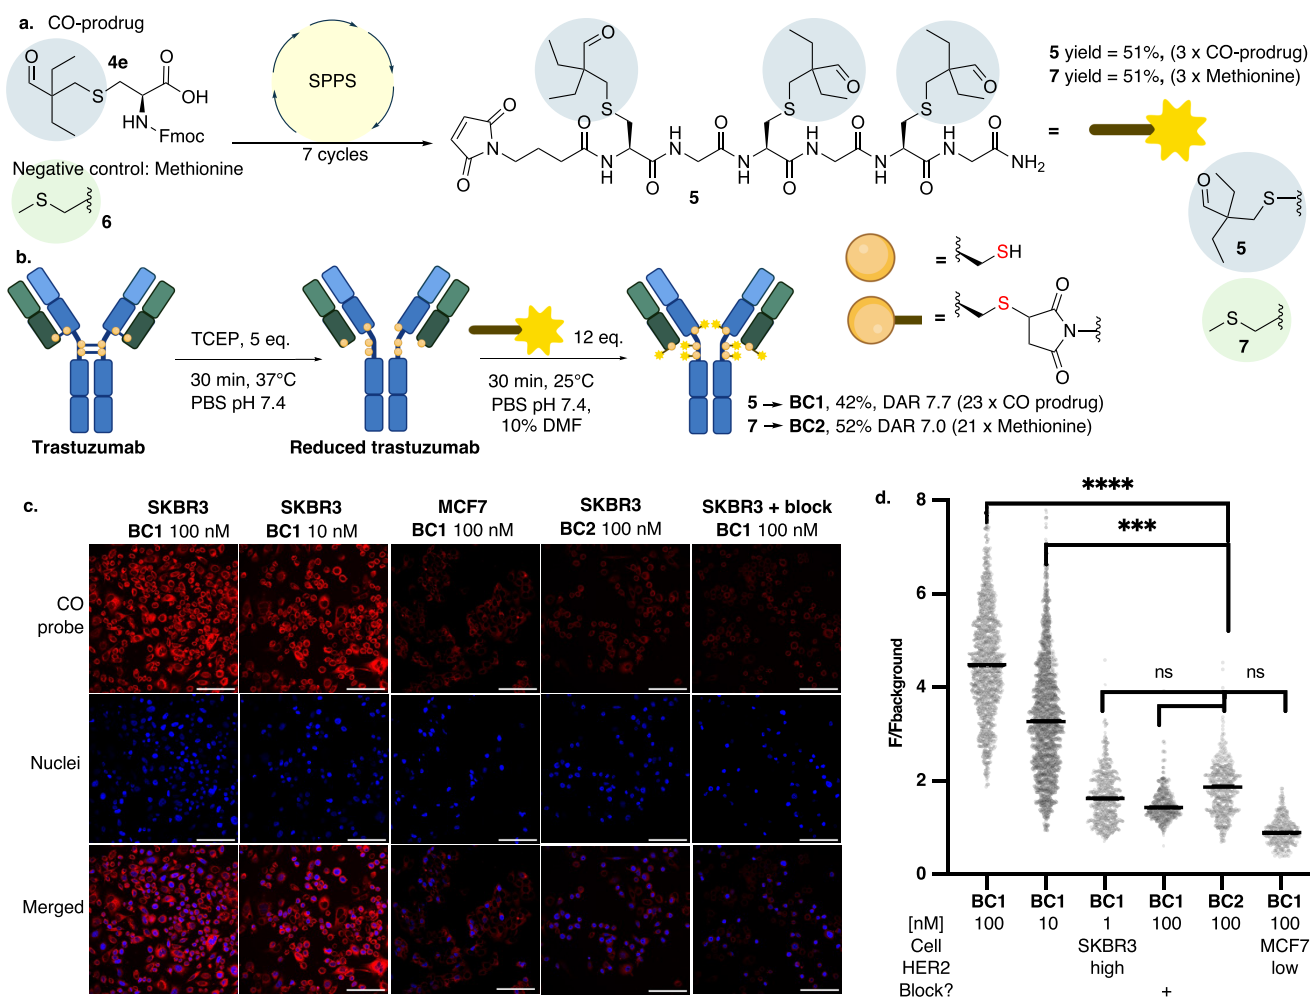 a. CO-prodrug
O
4e
O
S
OH
HN
Fmoc
Negative control: Methionine
S
6
SPPS
7 cycles
O
O
O
S
S
S
O
N
O
O
N
H
O
H
N
O
N
H
O
H
N
O
N
H
O
H
N
O
NH2
5
5 yield = 51%, (3 x CO-prodrug)
7 yield = 51%, (3 x Methionine)
=
O
S
5
S
7
b.
TCEP, 5 eq.
30 min, 37°C
PBS pH 7.4
12 eq.
30 min, 25°C
PBS pH 7.4,
10% DMF
Trastuzumab
Reduced trastuzumab
= SH
= S
O
N
O
5 → BC1, 42%, DAR 7.7 (23 x CO prodrug)
7 → BC2, 52% DAR 7.0 (21 x Methionine)
c.
SKBR3
BC1 100 nM
SKBR3
BC1 10 nM
MCF7
BC1 100 nM
SKBR3
BC2 100 nM
SKBR3 + block
BC1 100 nM
CO
probe
Nuclei
Merged
d.
F/Fbackground
8
6
4
2
0
****
***
ns
ns
BC1 BC1 BC1 BC1 BC2 BC1
[nM] 100 10 1 100 100 100
Cell SKBR3 MCF7
HER2 high low
Block? +